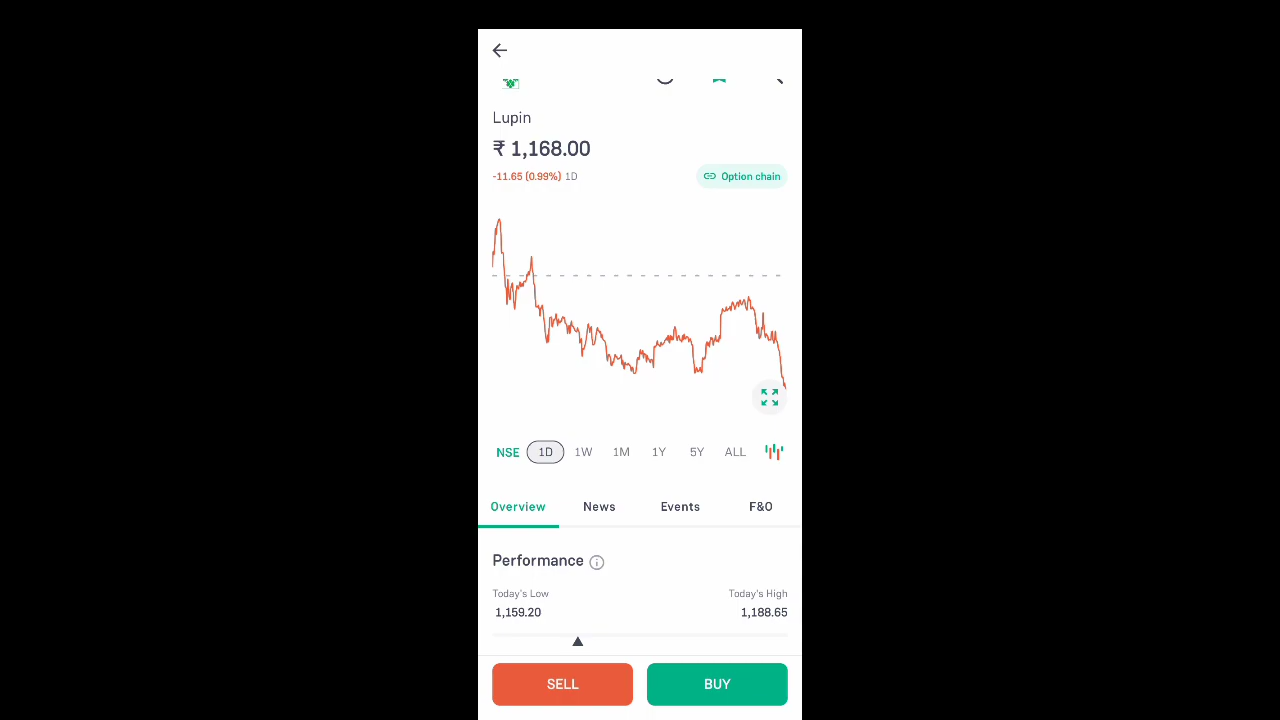 Lupin
₹ 1,168.00
-11.65 (0.99%) 1D
Option chain
NSE 1D 1W 1M 1Y 5Y ALL
Overview News Events F&O
Performance
Today's Low Today's High
1,159.20 1,188.65
SELL BUY